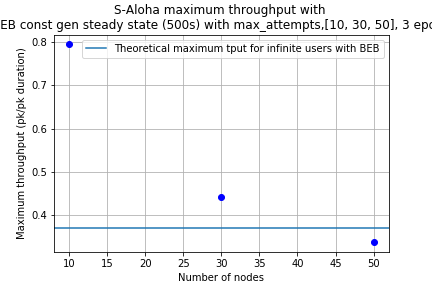 S-Aloha maximum throughput with
EB const gen steady state (500s) with max_attempts,[10, 30, 50], 3 epo
Theoretical maximum tput for infinite users with BEB
Maximum throughput (pk/pk duration)
0.8
0.7
0.6
0.5
0.4
10 15 20 25 30 35 40 45 50
Number of nodes